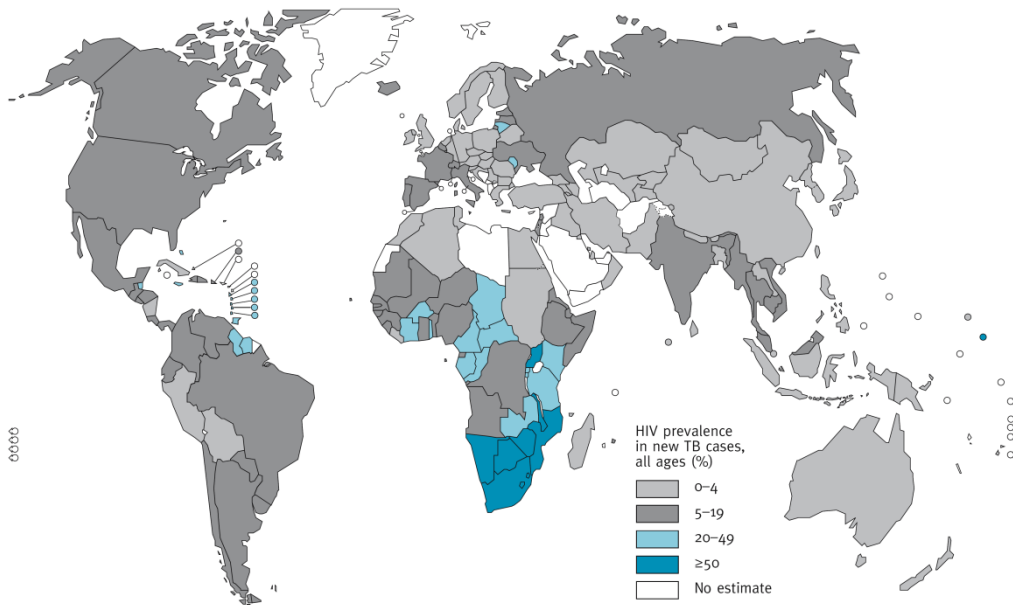 HIV prevalence
in new TB cases,
all ages (%)
0–4
5–19
20–49
≥50
No estimate